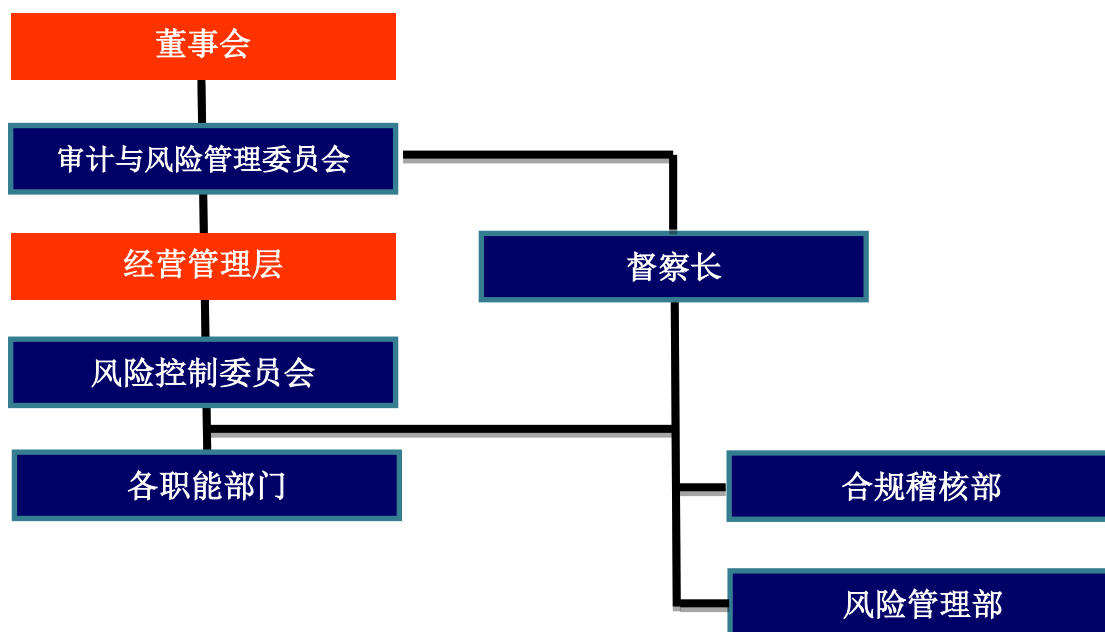 董事会
审计与风险管理委员会
经营管理层
督察长
风险控制委员会
各职能部门
合规稽核部
风险管理部